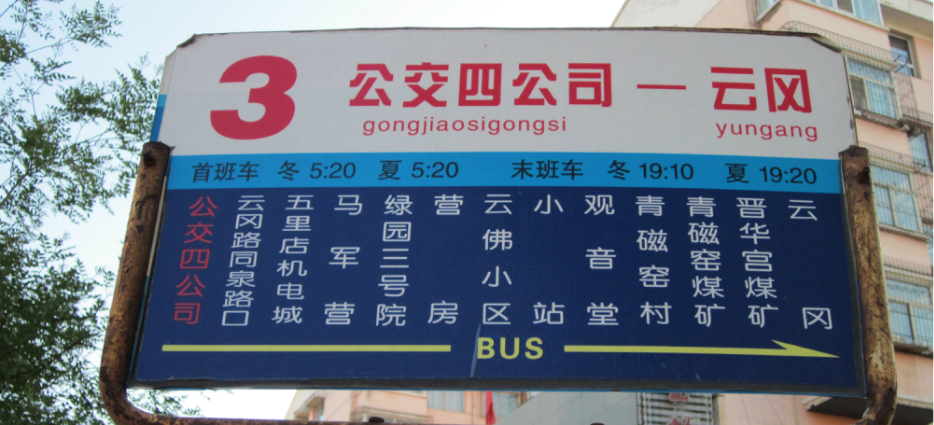 3 公交四公司 — 云冈
gongjiaosigongsi yungang
首班车 冬 5:20 夏 5:20 末班车 冬 19:10 夏 19:20
公交四公司
云冈路同泉路口
五里店机电城
马军营
绿园三号院
营房
云佛小区
小站
观音堂
青磁窑村
青磁窑煤矿
晋华宫煤矿
云冈
BUS